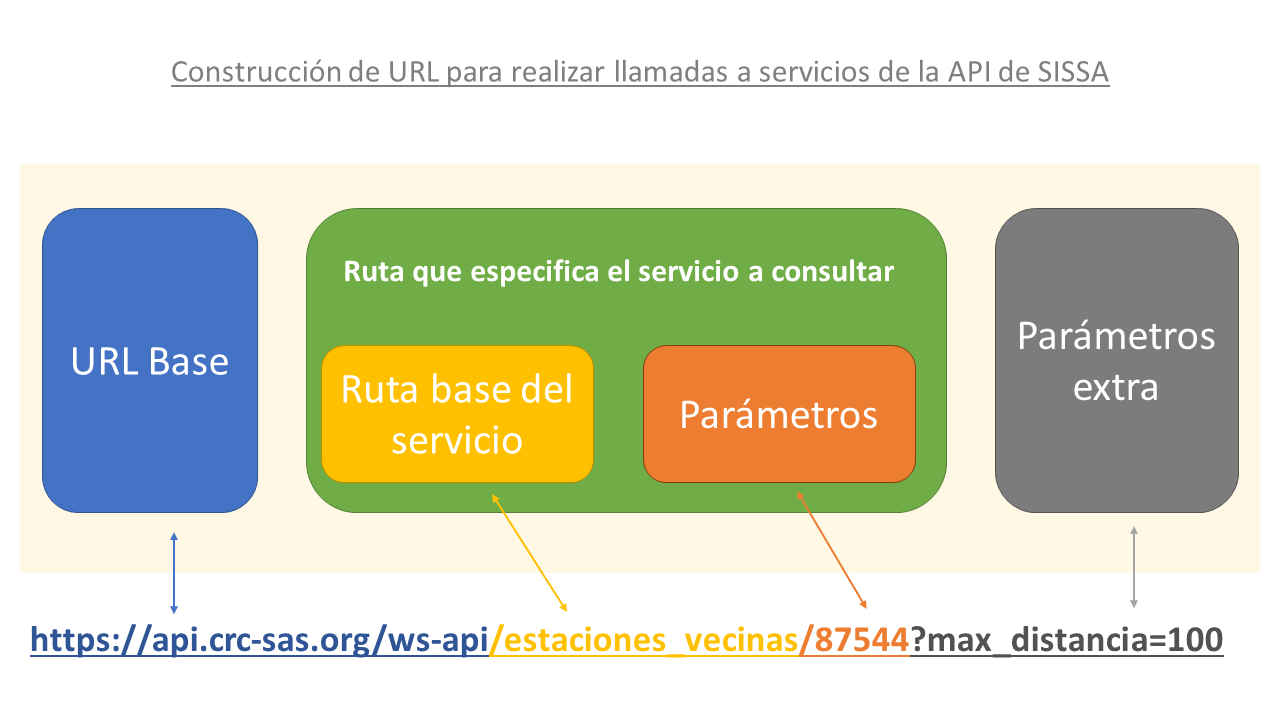 Construcción de URL para realizar llamadas a servicios de la API de SISSA
URL Base
Ruta que especifica el servicio a consultar
Ruta base del
servicio
Parámetros
Parámetros
extra
https://api.crc-sas.org/ws-api/estaciones_vecinas/87544?max_distancia=100